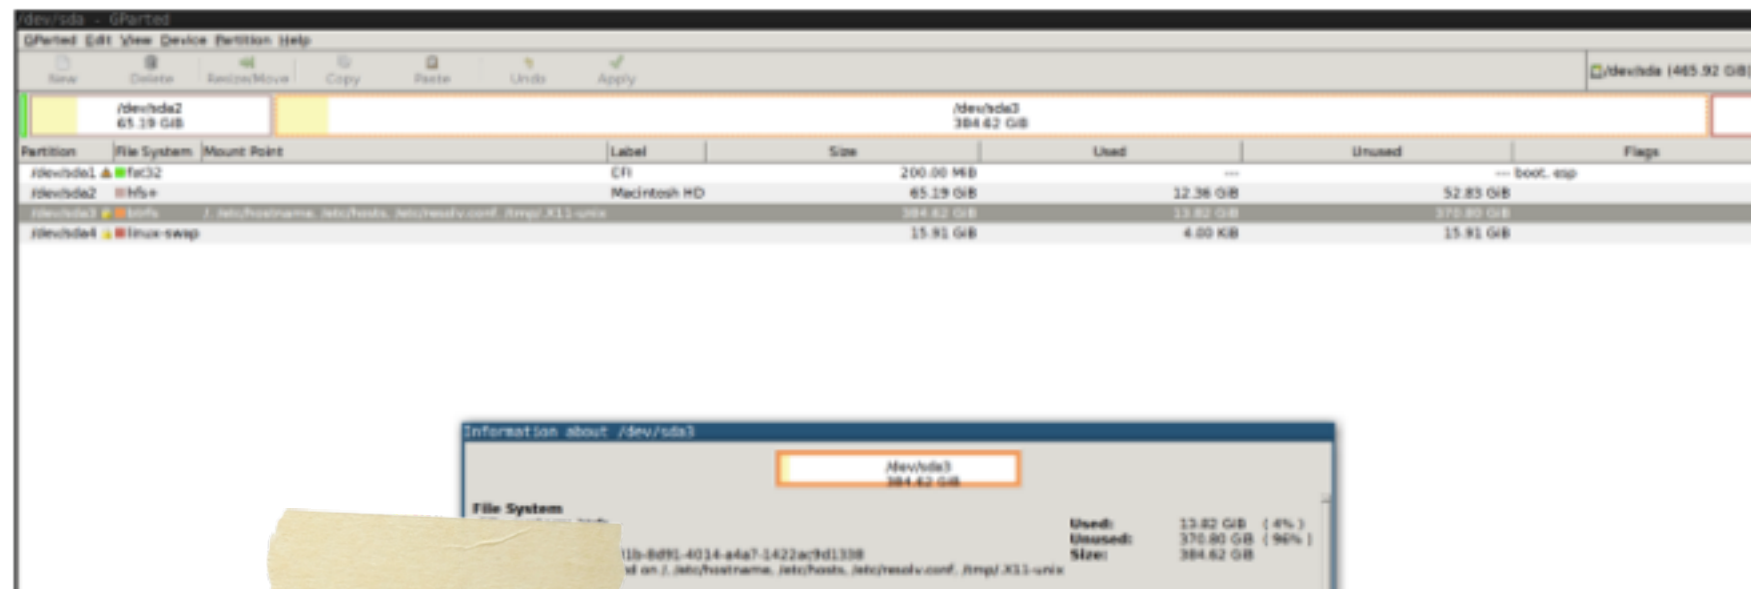 /dev/sda - GParted
GParted Edit View Device Partition Help
New Delete Resize/Move Copy Paste Undo Apply /dev/sda (465.92 GiB)
/dev/sda2 /dev/sda3
65.19 GiB 384.62 GiB
Partition File System Mount Point Label Size Used Unused Flags
/dev/sda1 fat32 EFI 200.00 MiB --- --- boot, esp
/dev/sda2 hfs+ Macintosh HD 65.19 GiB 12.36 GiB 52.83 GiB
/dev/sda3 btrfs /, /etc/hostname, /etc/hosts, /etc/resolv.conf, /tmp/.X11-unix 384.62 GiB 13.82 GiB 370.80 GiB
/dev/sda4 linux-swap 15.91 GiB 4.00 KiB 15.91 GiB
Information about /dev/sda3
/dev/sda3
384.62 GiB
File System
Used: 13.82 GiB ( 4% )
Unused: 370.80 GiB ( 96% )
Size: 384.62 GiB
1b-8d91-4014-a4a7-1422ac9d1338
on /, /etc/hostname, /etc/hosts, /etc/resolv.conf, /tmp/.X11-unix